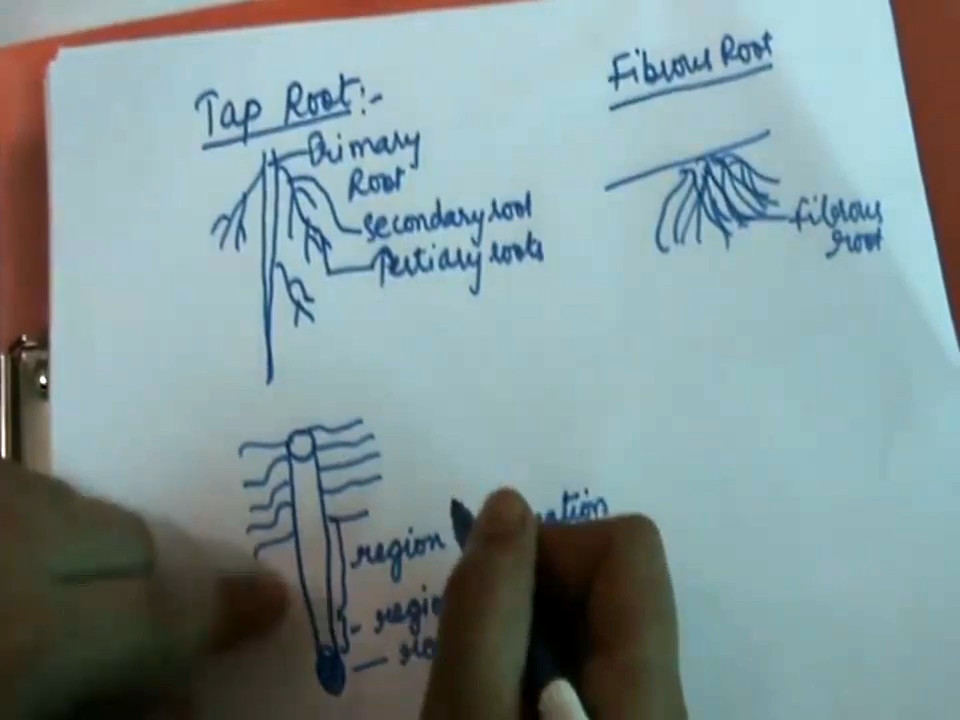 Tap Root:-
Primary
Root
Secondary root
Tertiary roots
Fibrous Root
fibrous
root
region